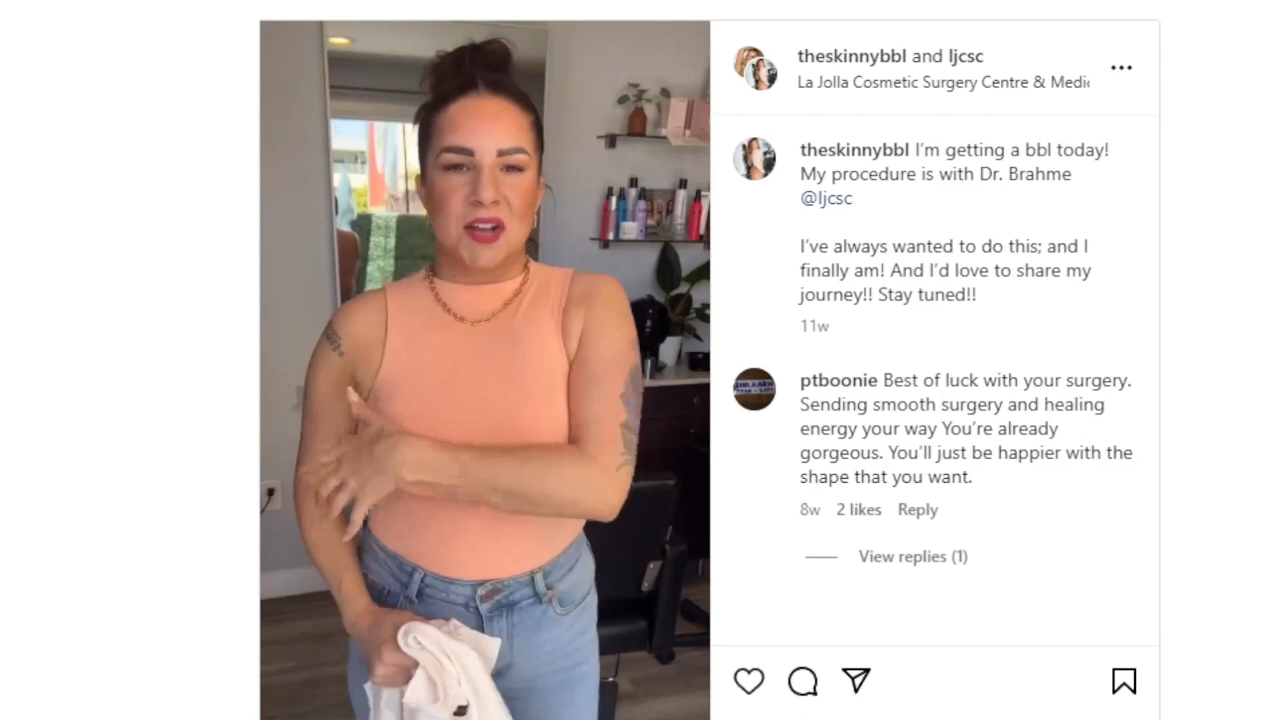 theskinnybbl and ljcsc
La Jolla Cosmetic Surgery Centre & Medi
theskinnybbl I'm getting a bbl today!
My procedure is with Dr. Brahme
@ljcsc
I've always wanted to do this; and I
finally am! And I'd love to share my
journey!! Stay tuned!!
11w
ptboonie Best of luck with your surgery.
Sending smooth surgery and healing
energy your way You're already
gorgeous. You'll just be happier with the
shape that you want.
8w 2 likes Reply
View replies (1)